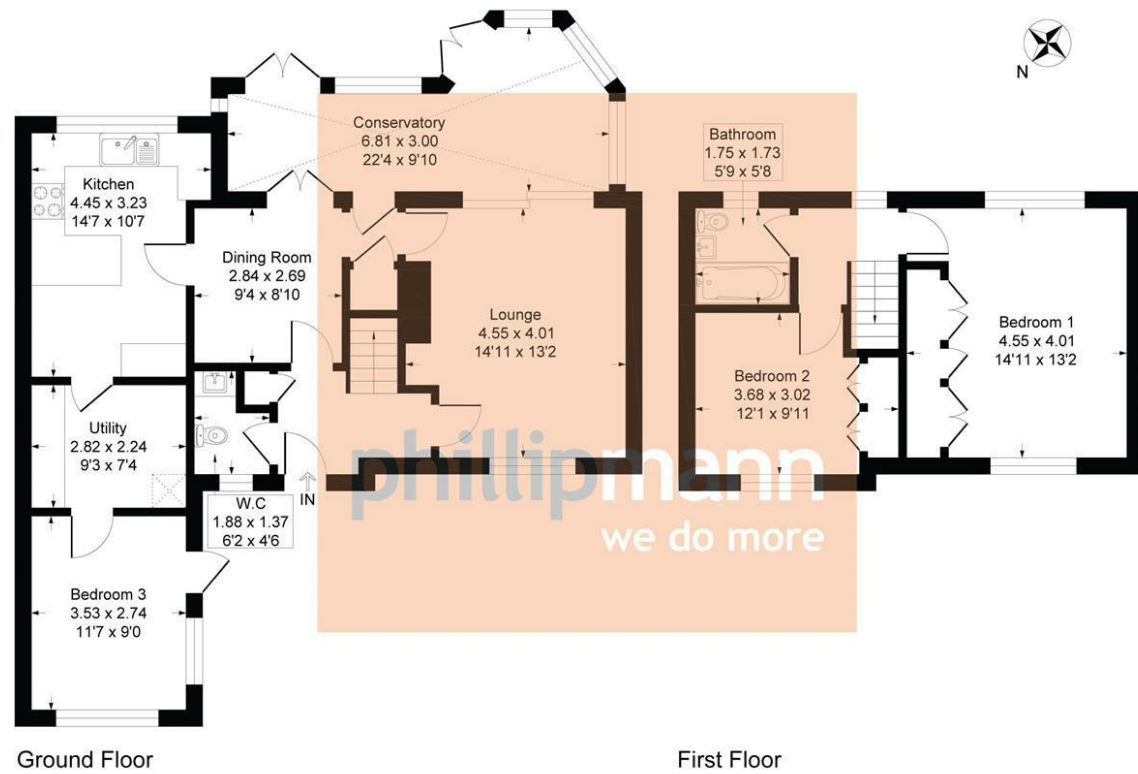 N
Conservatory
6.81 x 3.00
22'4 x 9'10
Kitchen
4.45 x 3.23
14'7 x 10'7
Dining Room
2.84 x 2.69
9'4 x 8'10
Lounge
4.55 x 4.01
14'11 x 13'2
Utility
2.82 x 2.24
9'3 x 7'4
W.C
1.88 x 1.37
6'2 x 4'6
IN
Bedroom 3
3.53 x 2.74
11'7 x 9'0
Bathroom
1.75 x 1.73
5'9 x 5'8
Bedroom 1
4.55 x 4.01
14'11 x 13'2
Bedroom 2
3.68 x 3.02
12'1 x 9'11
phillipmann
we do more
Ground Floor
First Floor